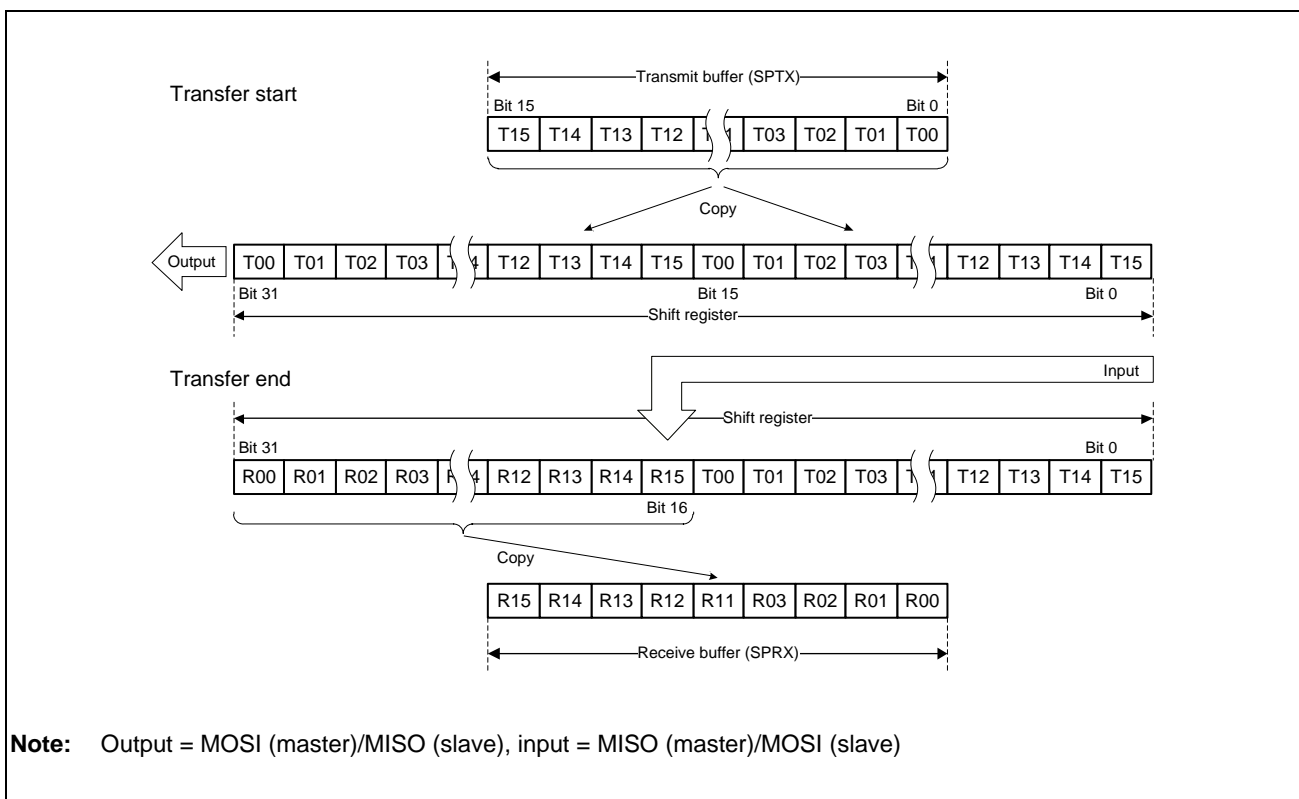 Transmit buffer (SPTX)
Transfer start
Bit 15 Bit 0
T15 T14 T13 T12 T03 T02 T01 T00
Copy
Output T00 T01 T02 T03 T12 T13 T14 T15 T00 T01 T02 T03 T12 T13 T14 T15
Bit 31 Bit 15 Bit 0
Shift register
Transfer end
Input
Shift register
Bit 31 Bit 0
R00 R01 R02 R03 R12 R13 R14 R15 T00 T01 T02 T03 T12 T13 T14 T15
Bit 16
Copy
R15 R14 R13 R12 R11 R03 R02 R01 R00
Receive buffer (SPRX)
Note: Output = MOSI (master)/MISO (slave), input = MISO (master)/MOSI (slave)